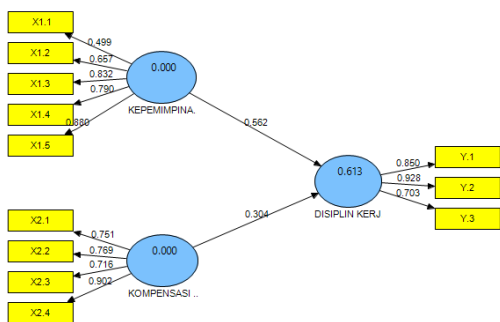 X1.1
X1.2
X1.3
X1.4
X1.5
0.499
0.657
0.832
0.790
0.880
0.000
KEPEMIMPINA.
0.562
0.613
DISIPLIN KERJ
0.850
0.928
0.703
Y.1
Y.2
Y.3
0.304
X2.1
X2.2
X2.3
X2.4
0.751
0.769
0.716
0.902
0.000
KOMPENSASI ..